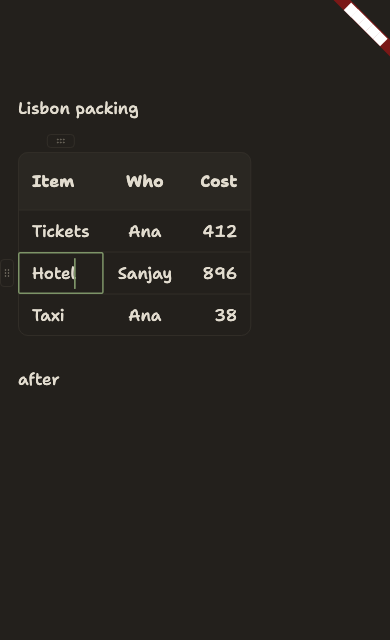 Lisbon packing
Item Who Cost
Tickets Ana 412
Hotel Sanjay 896
Taxi Ana 38
after